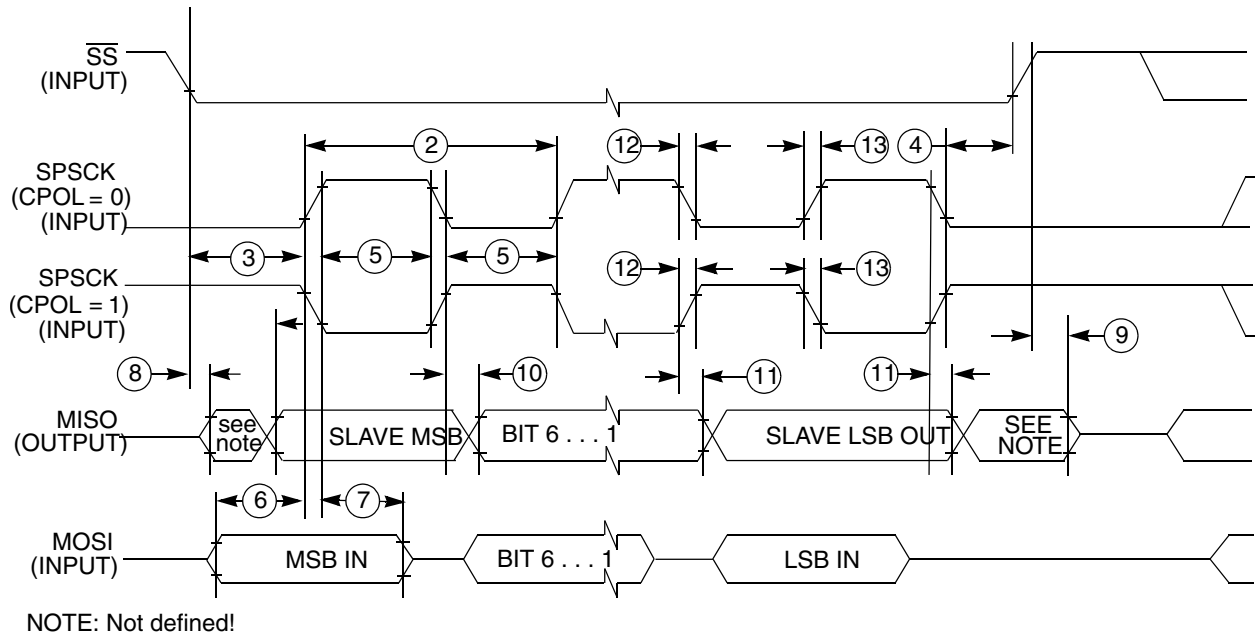 SS
(INPUT)
2
12
13
4
SPSCK
(CPOL = 0)
(INPUT)
3
5
5
12
13
SPSCK
(CPOL = 1)
(INPUT)
8
10
11
11
9
MISO
(OUTPUT)
see
note
SLAVE MSB
BIT 6 . . . 1
SLAVE LSB OUT
SEE
NOTE
6
7
MOSI
(INPUT)
MSB IN
BIT 6 . . . 1
LSB IN
NOTE: Not defined!